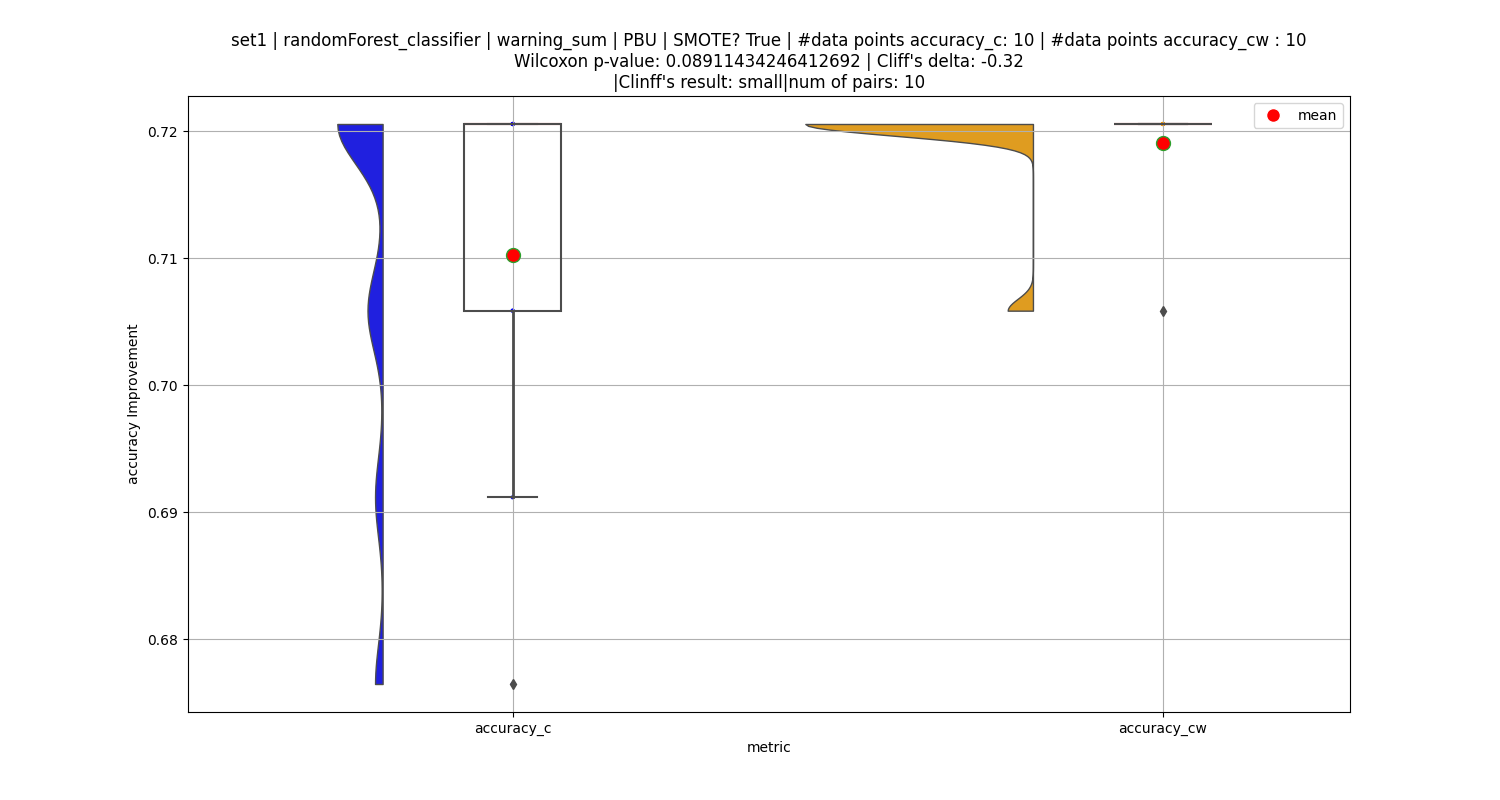 set1 | randomForest_classifier | warning_sum | PBU | SMOTE? True | #data points accuracy_c: 10 | #data points accuracy_cw : 10
Wilcoxon p-value: 0.08911434246412692 | Cliff's delta: -0.32
|Clinff's result: small|num of pairs: 10
mean
0.72
0.71
0.70
0.69
0.68
accuracy Improvement
accuracy_c
accuracy_cw
metric